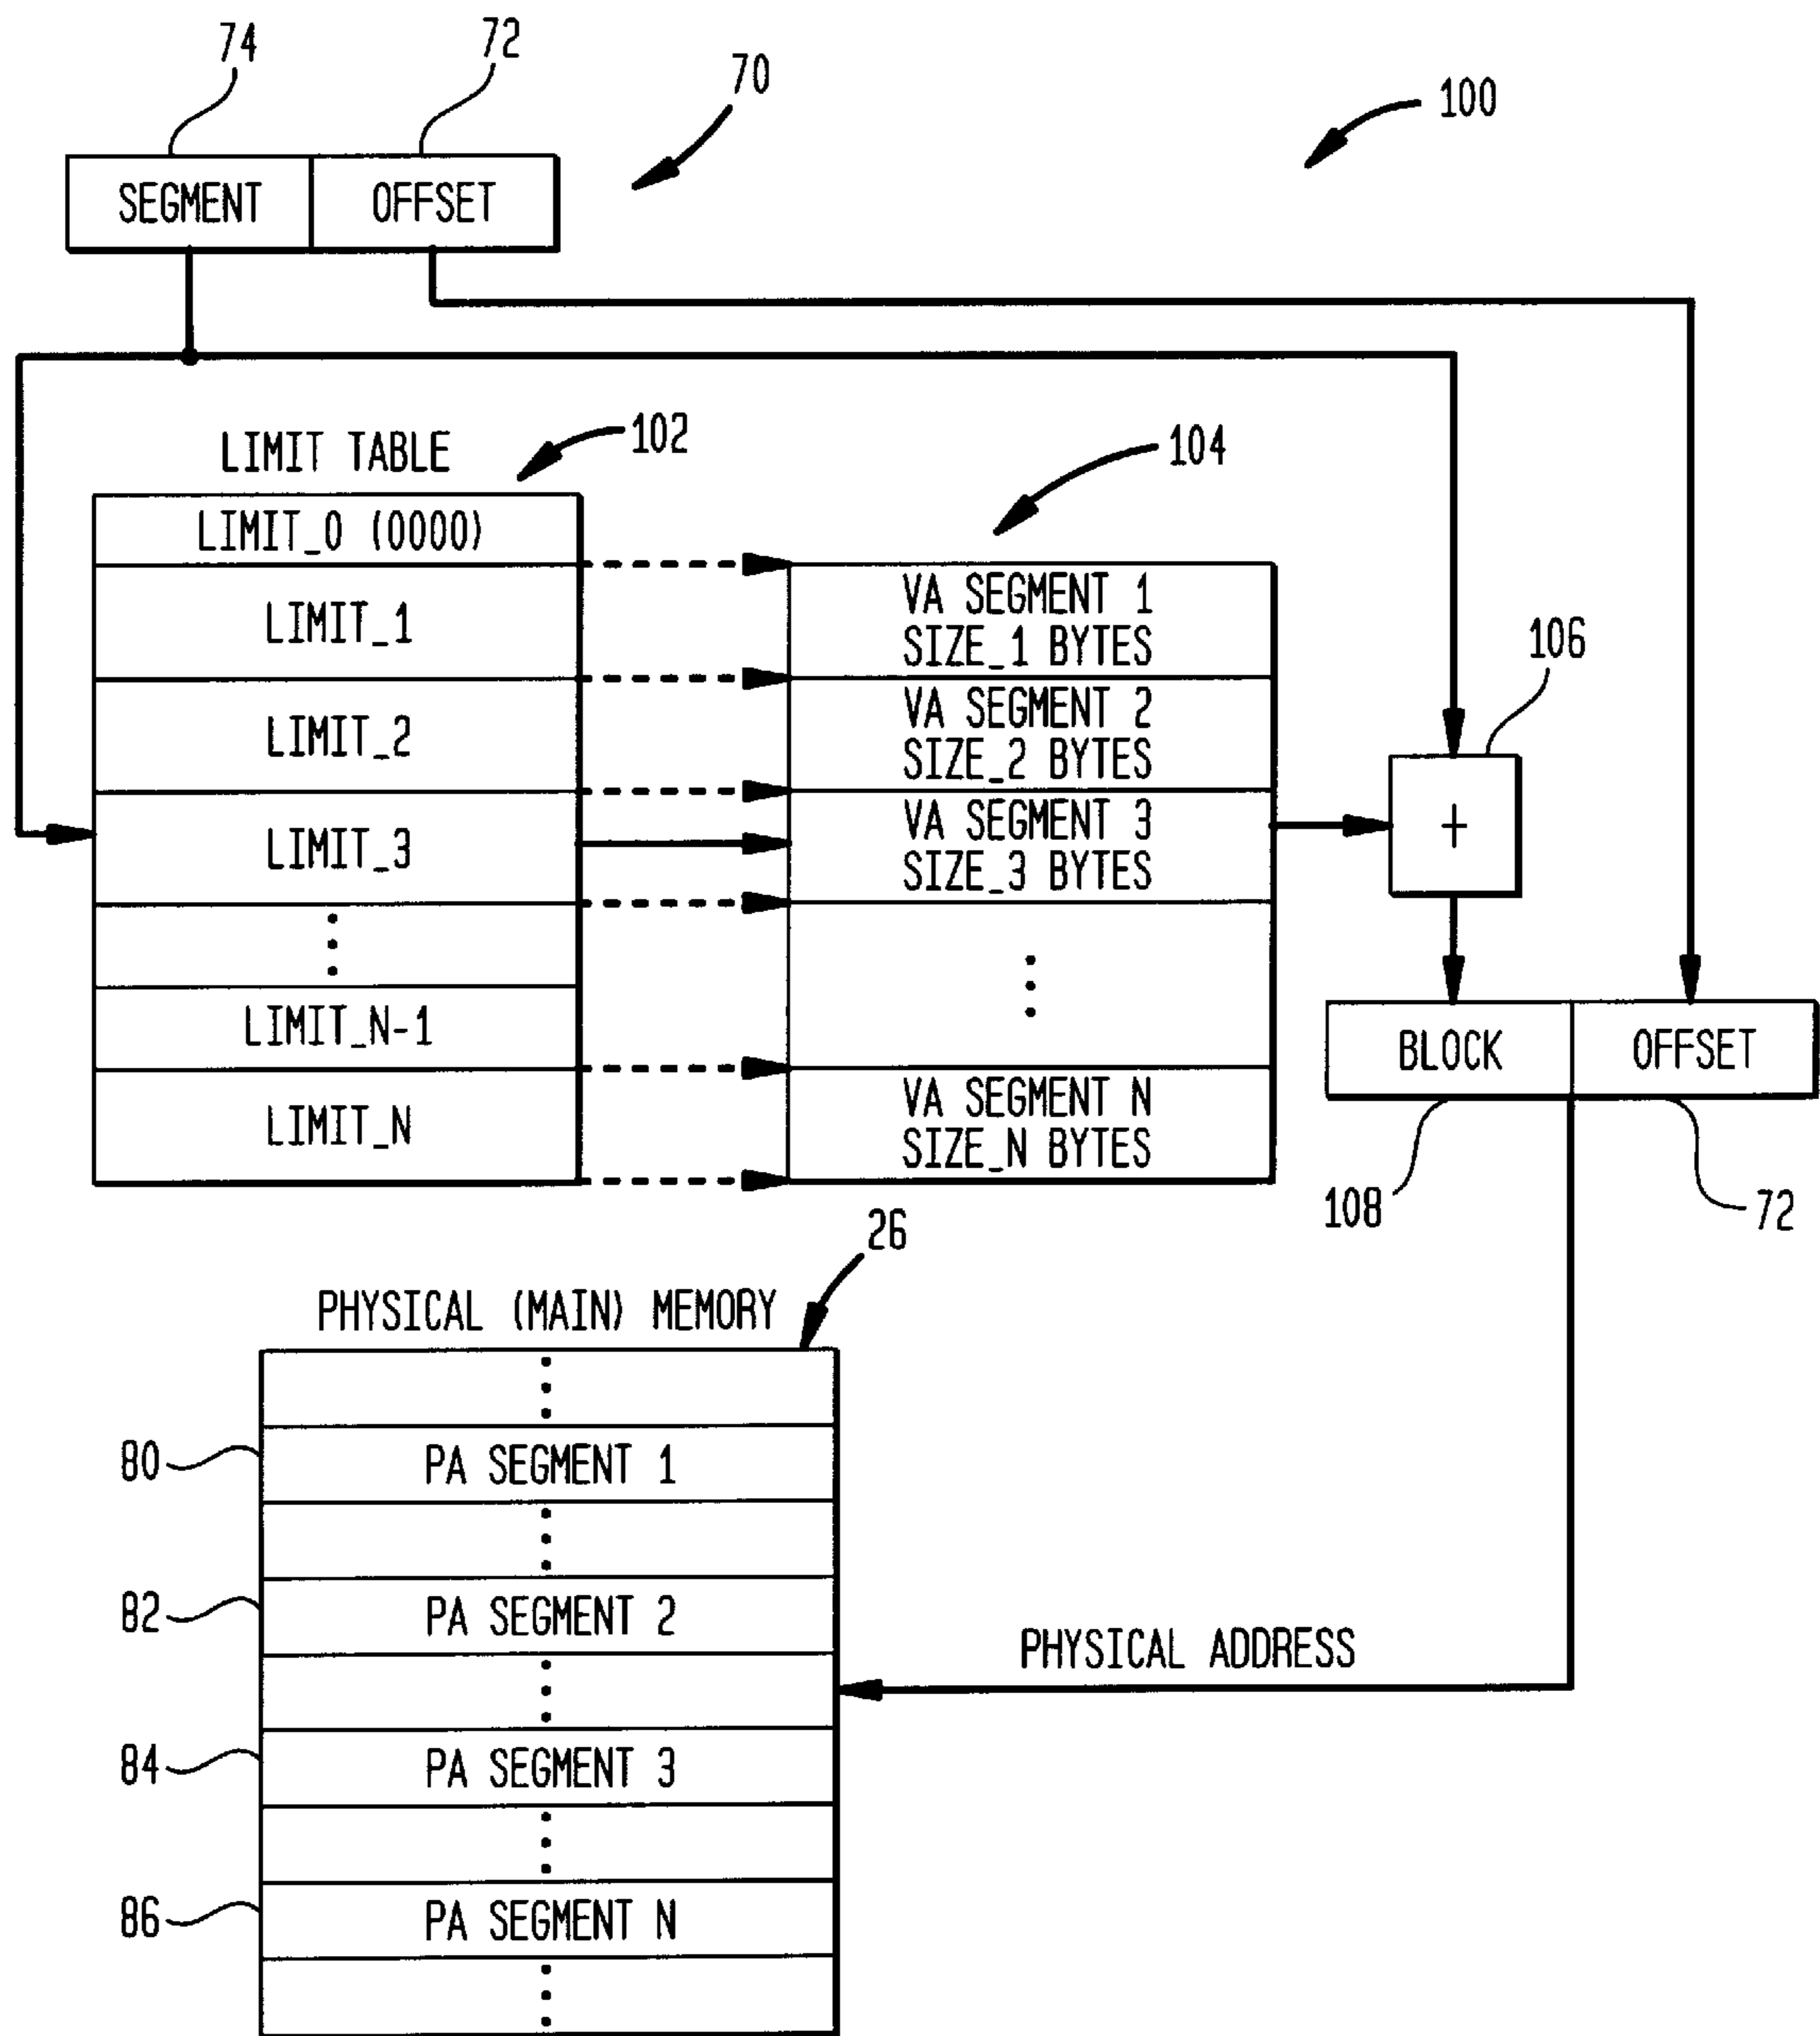 74
72
70
100
SEGMENT
OFFSET
LIMIT TABLE
102
104
LIMIT_0 (0000)
LIMIT_1
LIMIT_2
LIMIT_3
LIMIT_N-1
LIMIT_N
VA SEGMENT 1
SIZE_1 BYTES
VA SEGMENT 2
SIZE_2 BYTES
VA SEGMENT 3
SIZE_3 BYTES
VA SEGMENT N
SIZE_N BYTES
106
+
BLOCK
OFFSET
108
72
26
PHYSICAL (MAIN) MEMORY
80
PA SEGMENT 1
82
PA SEGMENT 2
PHYSICAL ADDRESS
84
PA SEGMENT 3
86
PA SEGMENT N